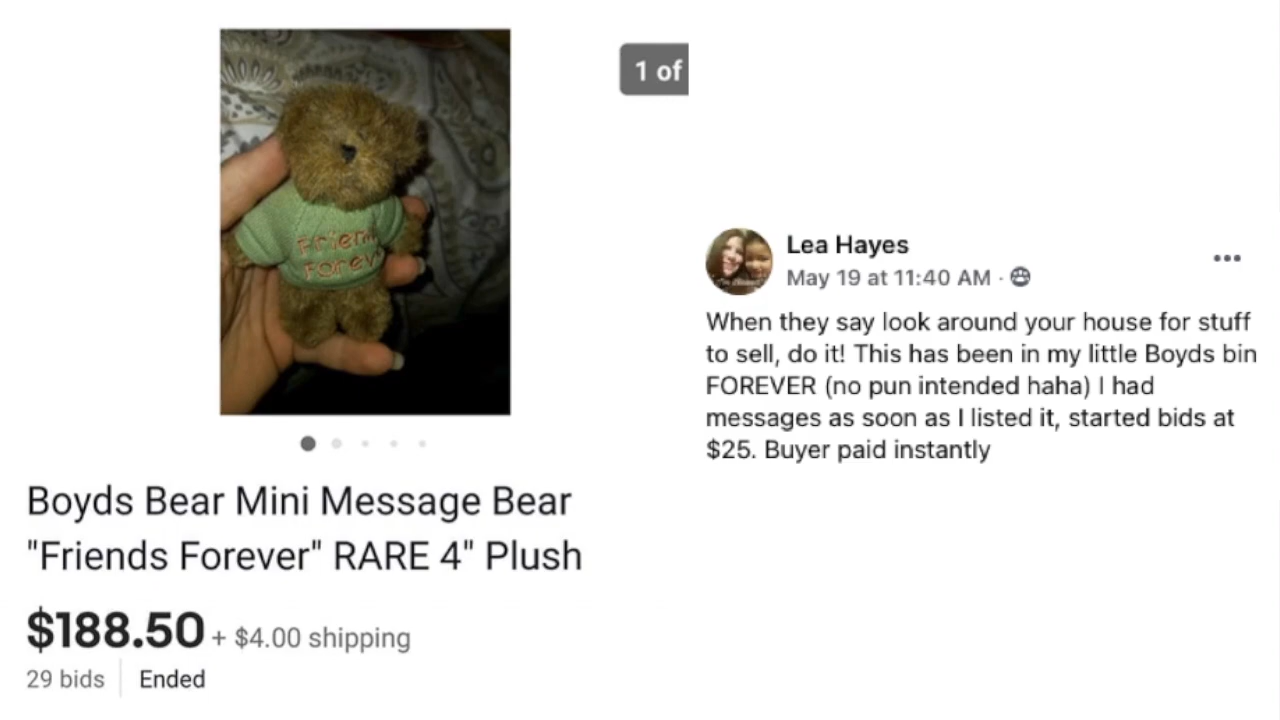 1 of
Friend
Forev
Boyds Bear Mini Message Bear
"Friends Forever" RARE 4" Plush
$188.50 + $4.00 shipping
29 bids | Ended
Lea Hayes
May 19 at 11:40 AM ·
When they say look around your house for stuff
to sell, do it! This has been in my little Boyds bin
FOREVER (no pun intended haha) I had
messages as soon as I listed it, started bids at
$25. Buyer paid instantly